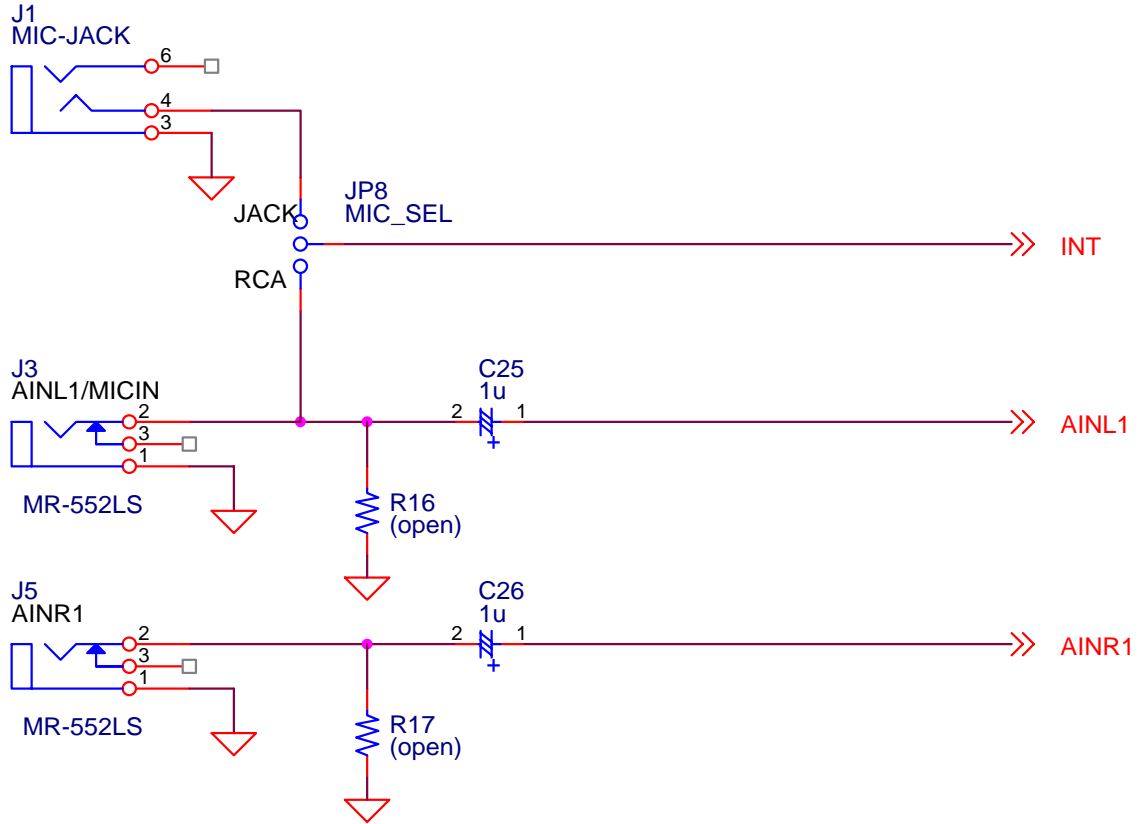 J1
MIC-JACK
6
4
3
JACK
JP8
MIC_SEL
INT
RCA
J3
AINL1/MICIN
2
3
1
MR-552LS
C25
1u
2
1
+
AINL1
R16
(open)
J5
AINR1
2
3
1
MR-552LS
C26
1u
2
1
+
AINR1
R17
(open)